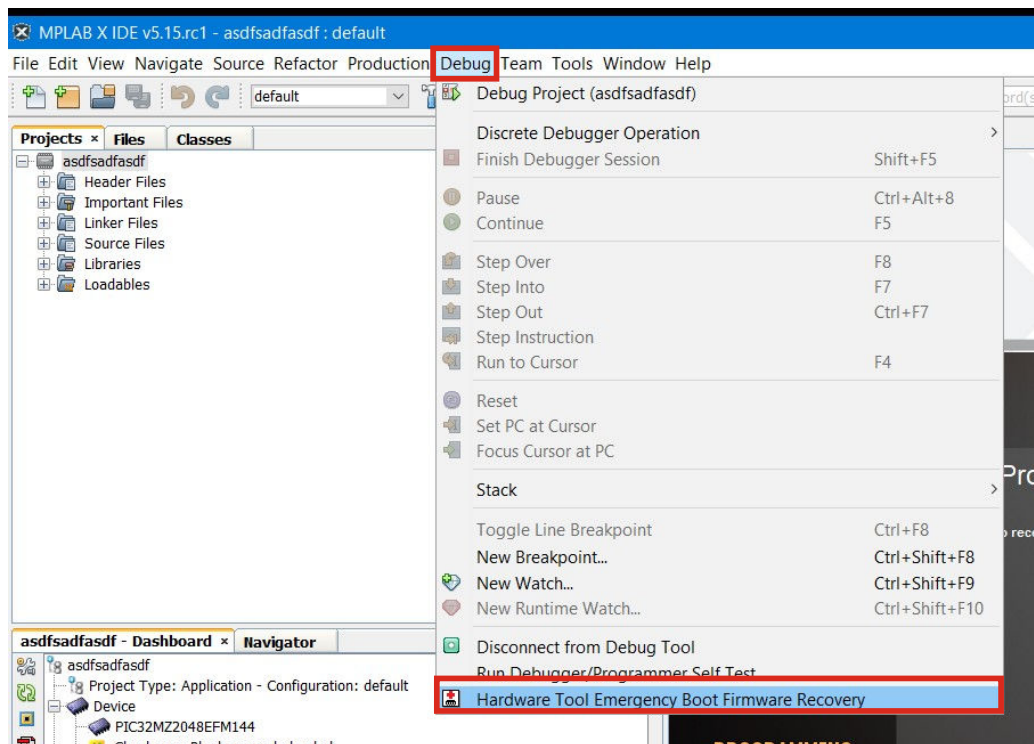 MPLAB X IDE v5.15.rc1 - asdfsadfasdf : default
File Edit View Navigate Source Refactor Production Debug Team Tools Window Help
default
Projects × Files Classes
asdfsadfasdf
Header Files
Important Files
Linker Files
Source Files
Libraries
Loadables
Debug Project (asdfsadfasdf)
Discrete Debugger Operation
Finish Debugger Session Shift+F5
Pause Ctrl+Alt+8
Continue F5
Step Over F8
Step Into F7
Step Out Ctrl+F7
Step Instruction
Run to Cursor F4
Reset
Set PC at Cursor
Focus Cursor at PC
Stack
Toggle Line Breakpoint Ctrl+F8
New Breakpoint... Ctrl+Shift+F8
New Watch... Ctrl+Shift+F9
New Runtime Watch... Ctrl+Shift+F10
Disconnect from Debug Tool
Run Debugger/Programmer Self Test
Hardware Tool Emergency Boot Firmware Recovery
asdfsadfasdf - Dashboard × Navigator
asdfsadfasdf
Project Type: Application - Configuration: default
Device
PIC32MZ2048EFM144